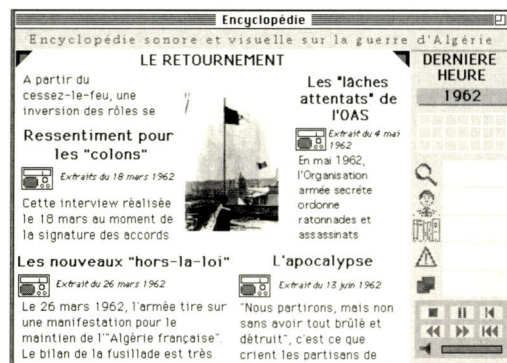 Encyclopédie
Encyclopédie sonore et visuelle sur la guerre d'Algérie
LE RETOURNEMENT
A partir du
cessez-le-feu, une
inversion des rôles se
Ressentiment pour
les "colons"
Extraits du 18 mars 1962
Cette interview réalisée
le 18 mars au moment de
la signature des accords
Les "lâches
attentats" de
l'OAS
Extrait du 4 mai
1962
En mai 1962,
l'Organisation
armée secrète
ordonne
ratonnades et
assassinats
Les nouveaux "hors-la-loi"
Extrait du 26 mars 1962
Le 26 mars 1962, l'armée tire sur
une manifestation pour le
maintien de l'"Algérie française".
Le bilan de la fusillade est très
L'apocalypse
Extrait du 13 juin 1962
"Nous partirons, mais non
sans avoir tout brûlé et
détruit", c'est ce que
crient les partisans de
DERNIERE
HEURE
1962